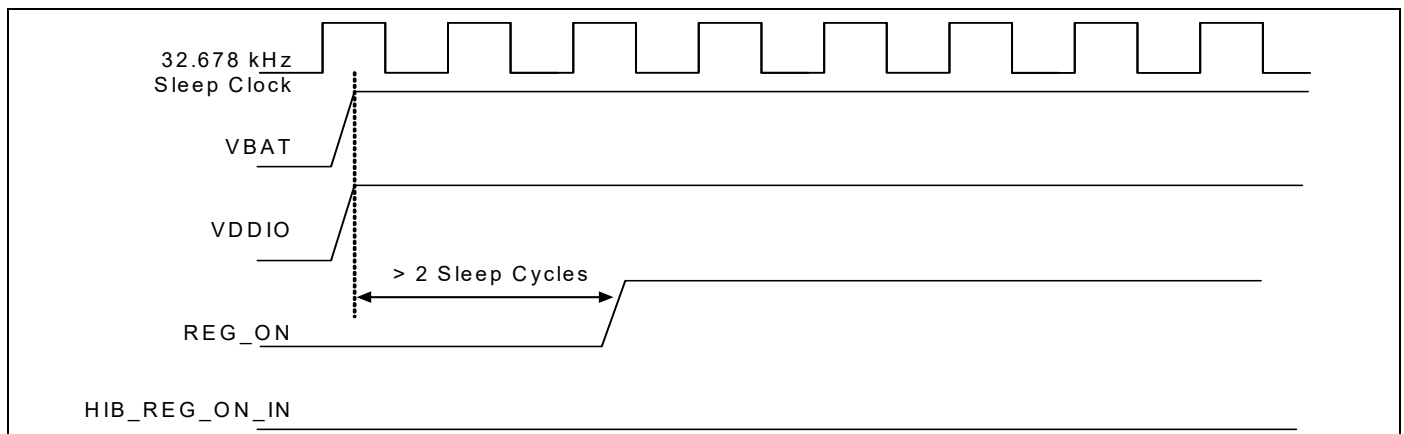 32.678 kHz
Sleep Clock
VBAT
VDDIO
> 2 Sleep Cycles
REG_ON
HIB_REG_ON_IN